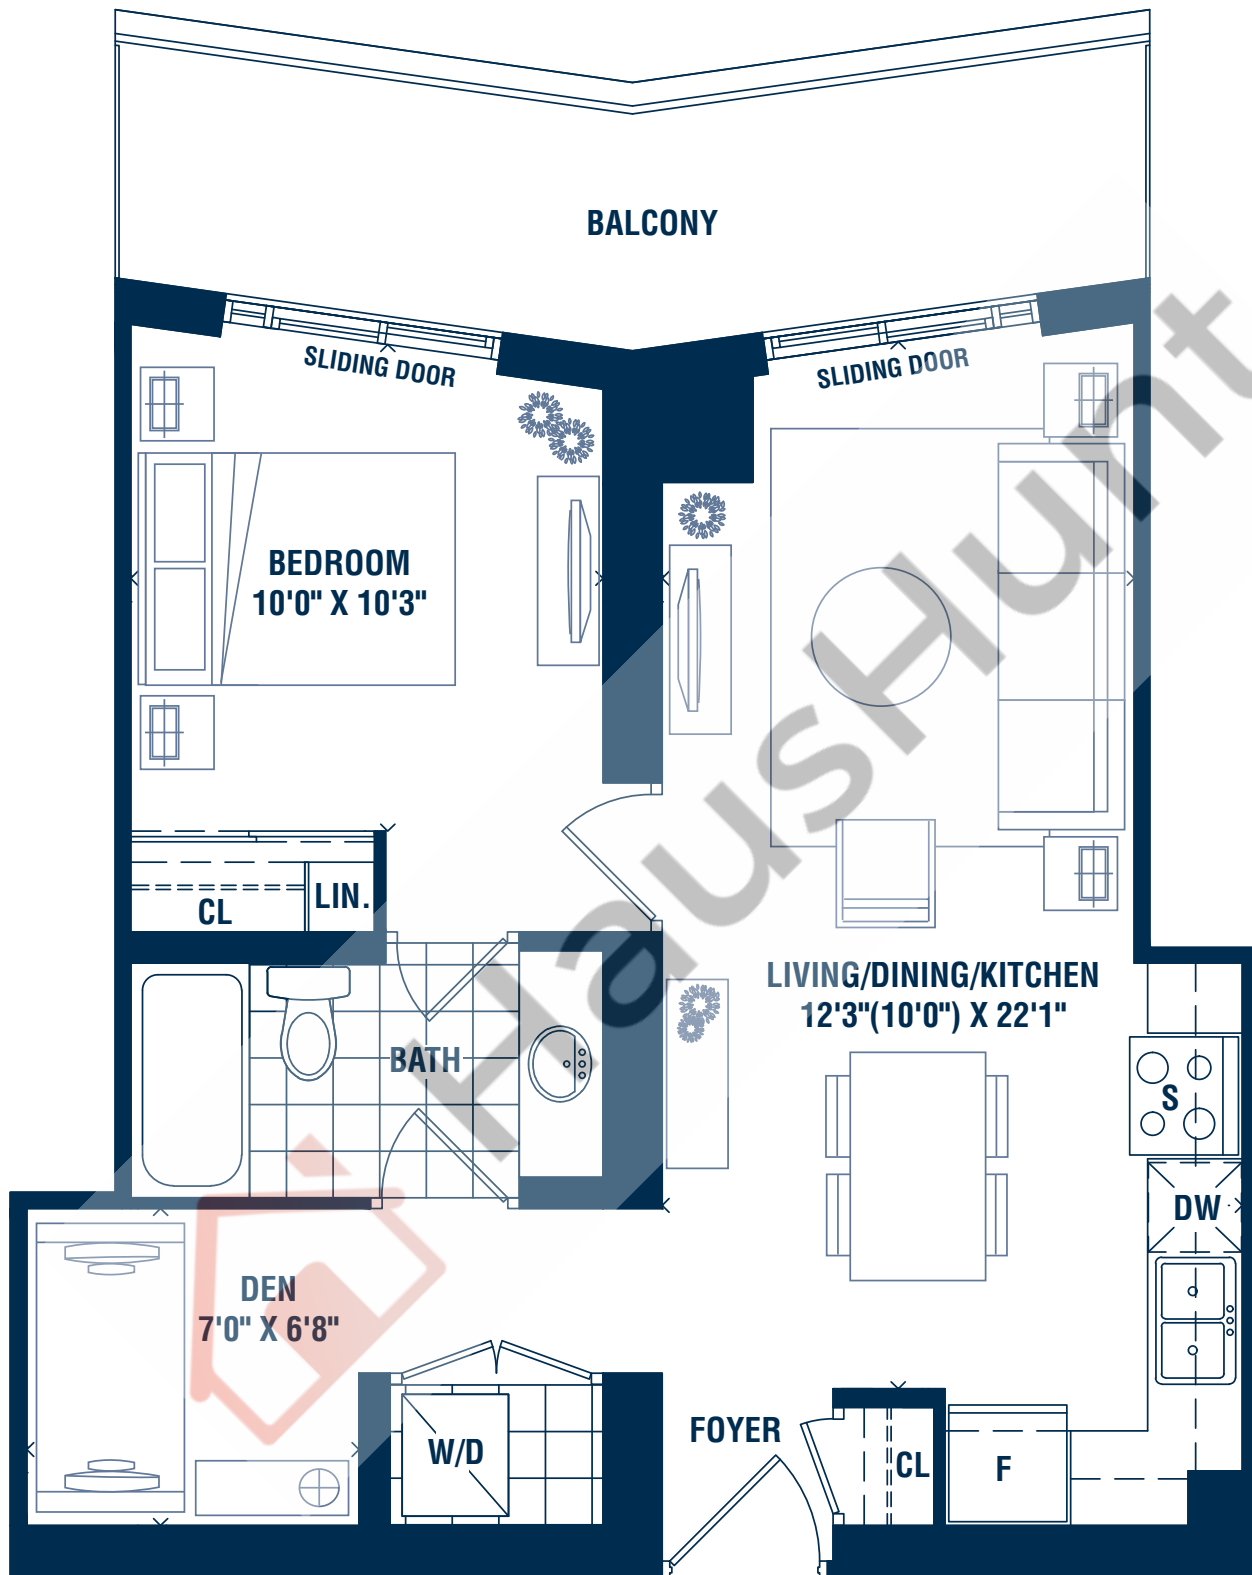 BALCONY
SLIDING DOOR
SLIDING DOOR
BEDROOM
10'0" X 10'3"
CL
LIN.
LIVING/DINING/KITCHEN
12'3"(10'0") X 22'1"
BATH
S
DW
DEN
7'0" X 6'8"
W/D
FOYER
CL
F
HausHunt